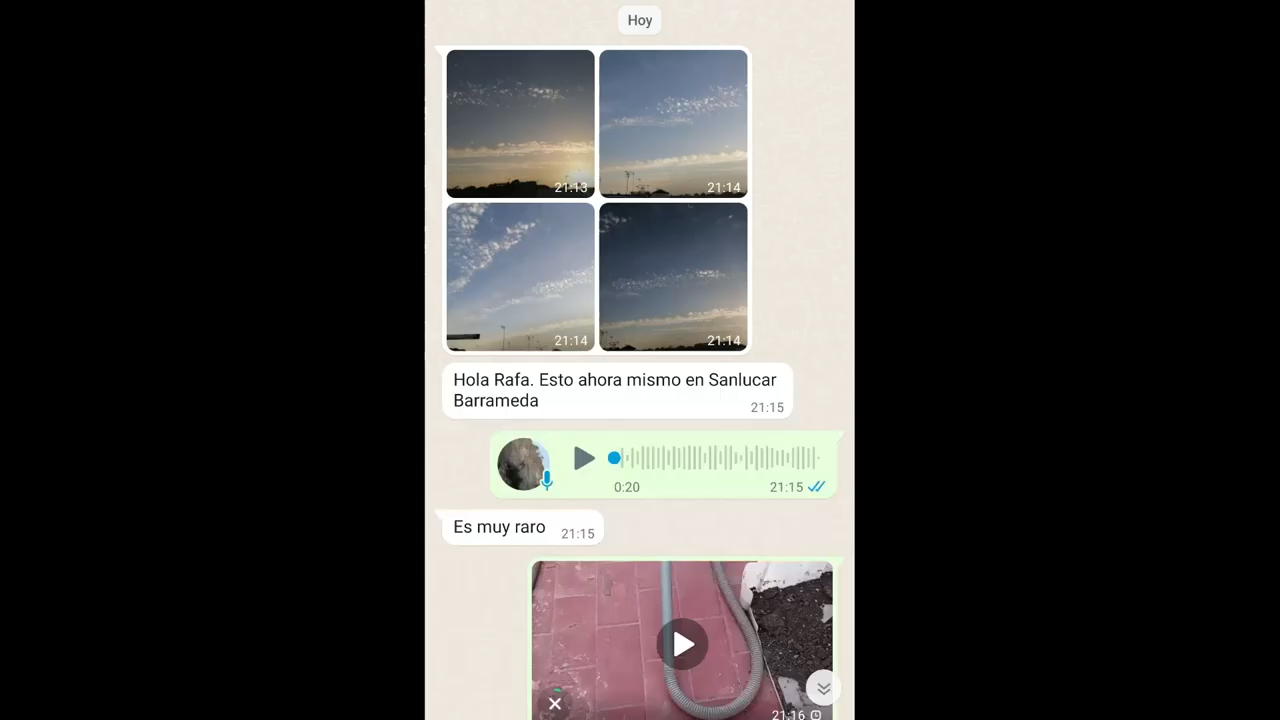 Hoy
21:13
21:14
21:14
21:14
Hola Rafa. Esto ahora mismo en Sanlucar
Barrameda
21:15
0:20
21:15
Es muy raro
21:15
21:16